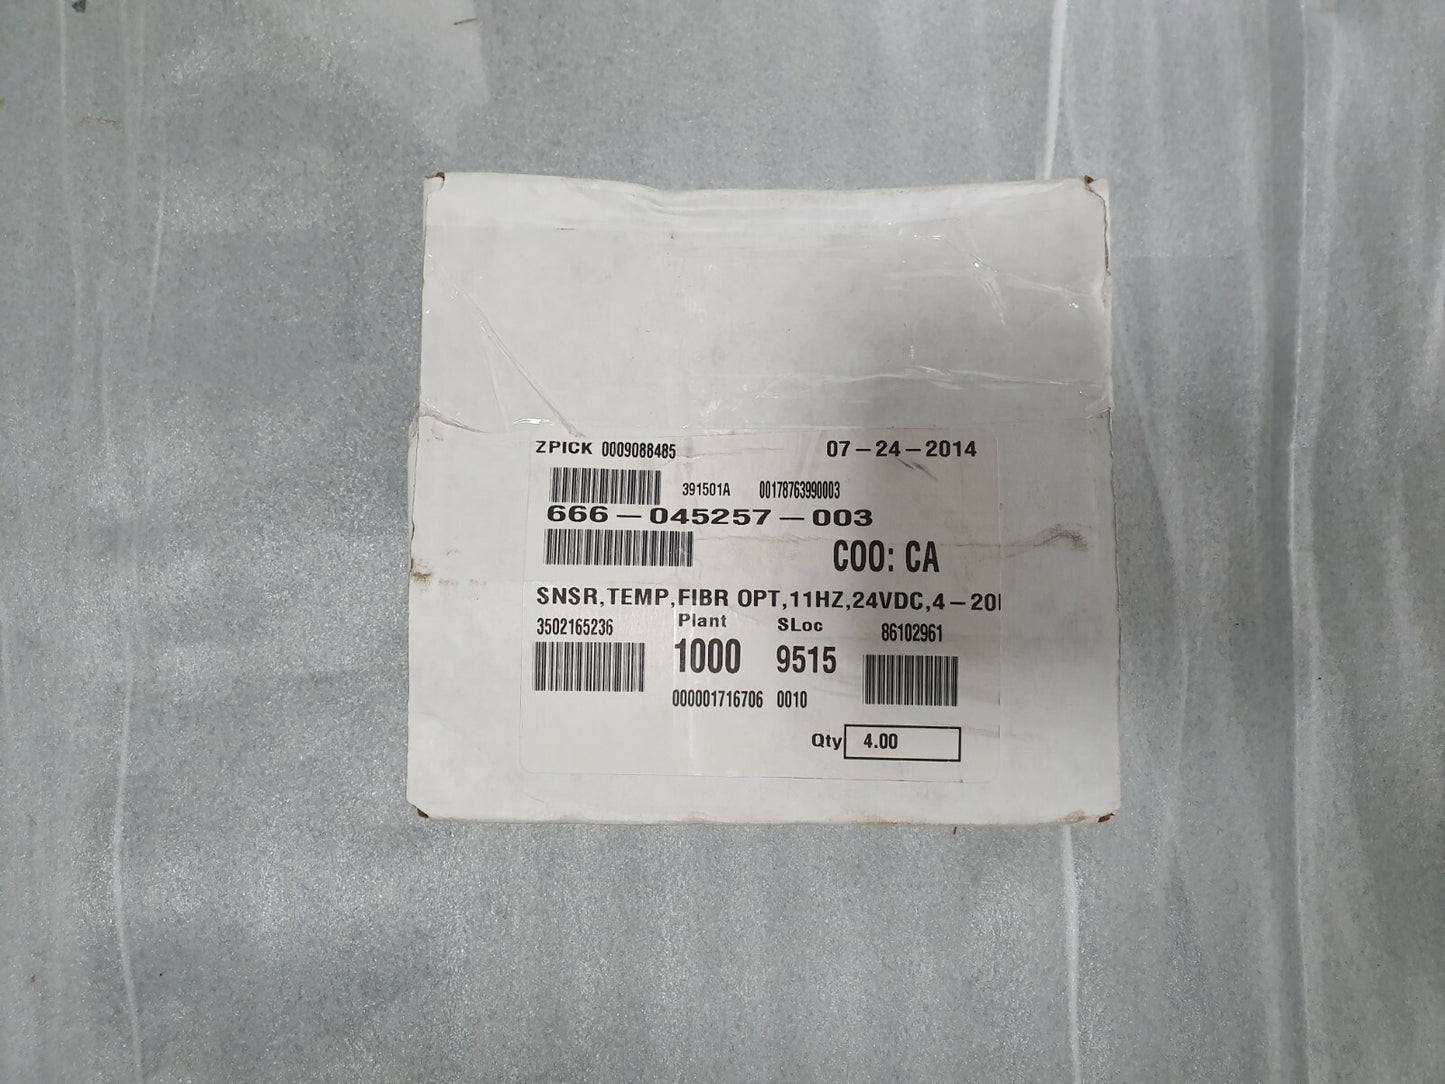 ZPICK 0009088485 07-24-2014
391501A 00178763990003
666-045257-003
COO: CA
SNSR,TEMP,FIBR OPT,11HZ,24VDC,4-20
3502165236 Plant SLoc 86102961
1000 9515
000001716706 0010
Qty 4.00